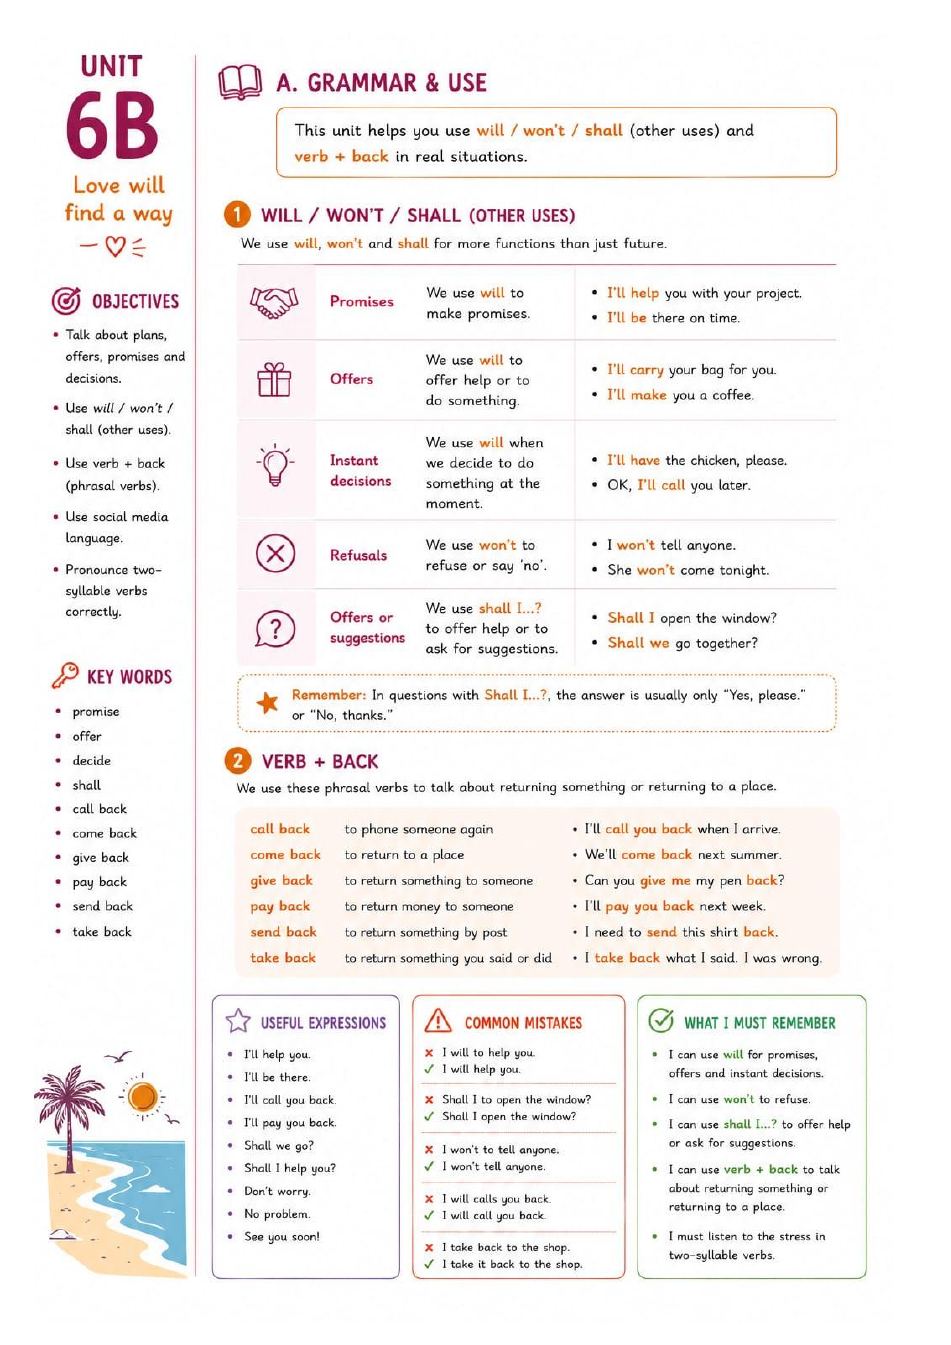 UNIT
6B
Love will
find a way
OBJECTIVES
• Talk about plans,
offers, promises and
decisions.
• Use will / won't /
shall (other uses).
• Use verb + back
(phrasal verbs).
• Use social media
language.
• Pronounce two-
syllable verbs
correctly.
KEY WORDS
• promise
• offer
• decide
• shall
• call back
• come back
• give back
• pay back
• send back
• take back
A. GRAMMAR & USE
This unit helps you use will / won't / shall (other uses) and
verb + back in real situations.
1 WILL / WON'T / SHALL (OTHER USES)
We use will, won't and shall for more functions than just future.
Promises
We use will to
make promises.
• I'll help you with your project.
• I'll be there on time.
Offers
We use will to
offer help or to
do something.
• I'll carry your bag for you.
• I'll make you a coffee.
Instant
decisions
We use will when
we decide to do
something at the
moment.
• I'll have the chicken, please.
• OK, I'll call you later.
Refusals
We use won't to
refuse or say 'no'.
• I won't tell anyone.
• She won't come tonight.
?
Offers or
suggestions
We use shall I...?
to offer help or to
ask for suggestions.
• Shall I open the window?
• Shall we go together?
Remember: In questions with Shall I...?, the answer is usually only "Yes, please."
or "No, thanks."
2 VERB + BACK
We use these phrasal verbs to talk about returning something or returning to a place.
call back to phone someone again • I'll call you back when I arrive.
come back to return to a place • We'll come back next summer.
give back to return something to someone • Can you give me my pen back?
pay back to return money to someone • I'll pay you back next week.
send back to return something by post • I need to send this shirt back.
take back to return something you said or did • I take back what I said. I was wrong.
USEFUL EXPRESSIONS
• I'll help you.
• I'll be there.
• I'll call you back.
• I'll pay you back.
• Shall we go?
• Shall I help you?
• Don't worry.
• No problem.
• See you soon!
COMMON MISTAKES
✗ I will to help you.
✓ I will help you.
✗ Shall I to open the window?
✓ Shall I open the window?
✗ I won't to tell anyone.
✓ I won't tell anyone.
✗ I will calls you back.
✓ I will call you back.
✗ I take back to the shop.
✓ I take it back to the shop.
WHAT I MUST REMEMBER
• I can use will for promises,
offers and instant decisions.
• I can use won't to refuse.
• I can use shall I...? to offer help
or ask for suggestions.
• I can use verb + back to talk
about returning something or
returning to a place.
• I must listen to the stress in
two-syllable verbs.